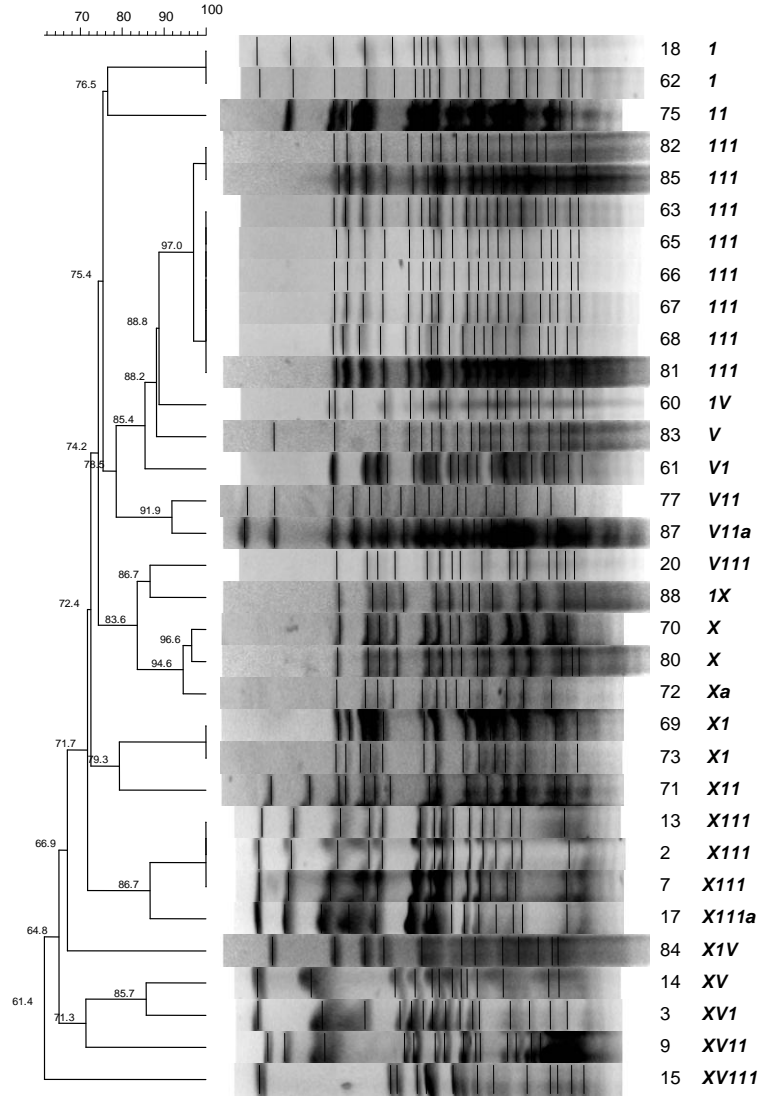 70 80 90 100
18 1
62 1
76.5
75 11
82 111
85 111
63 111
97.0 65 111
75.4 66 111
67 111
88.8
68 111
81 111
88.2
60 1V
85.4
83 V
74.2
78.5 61 V1
77 V11
91.9
87 V11a
20 V111
86.7
88 1X
72.4
83.6 70 X
96.6
80 X
94.6
72 Xa
69 X1
71.7
79.3 73 X1
71 X11
13 X111
66.9
2 X111
86.7 7 X111
17 X111a
64.8
84 X1V
14 XV
61.4 85.7
3 XV1
71.3
9 XV11
15 XV111